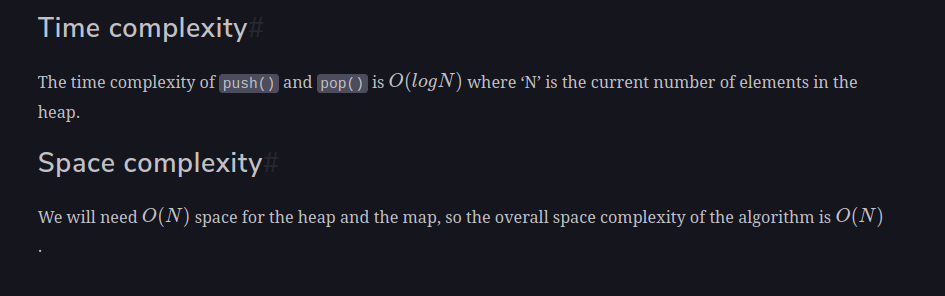 Time complexity#
The time complexity of push() and pop() is O(logN) where ‘N’ is the current number of elements in the
heap.
Space complexity#
We will need O(N) space for the heap and the map, so the overall space complexity of the algorithm is O(N)
.